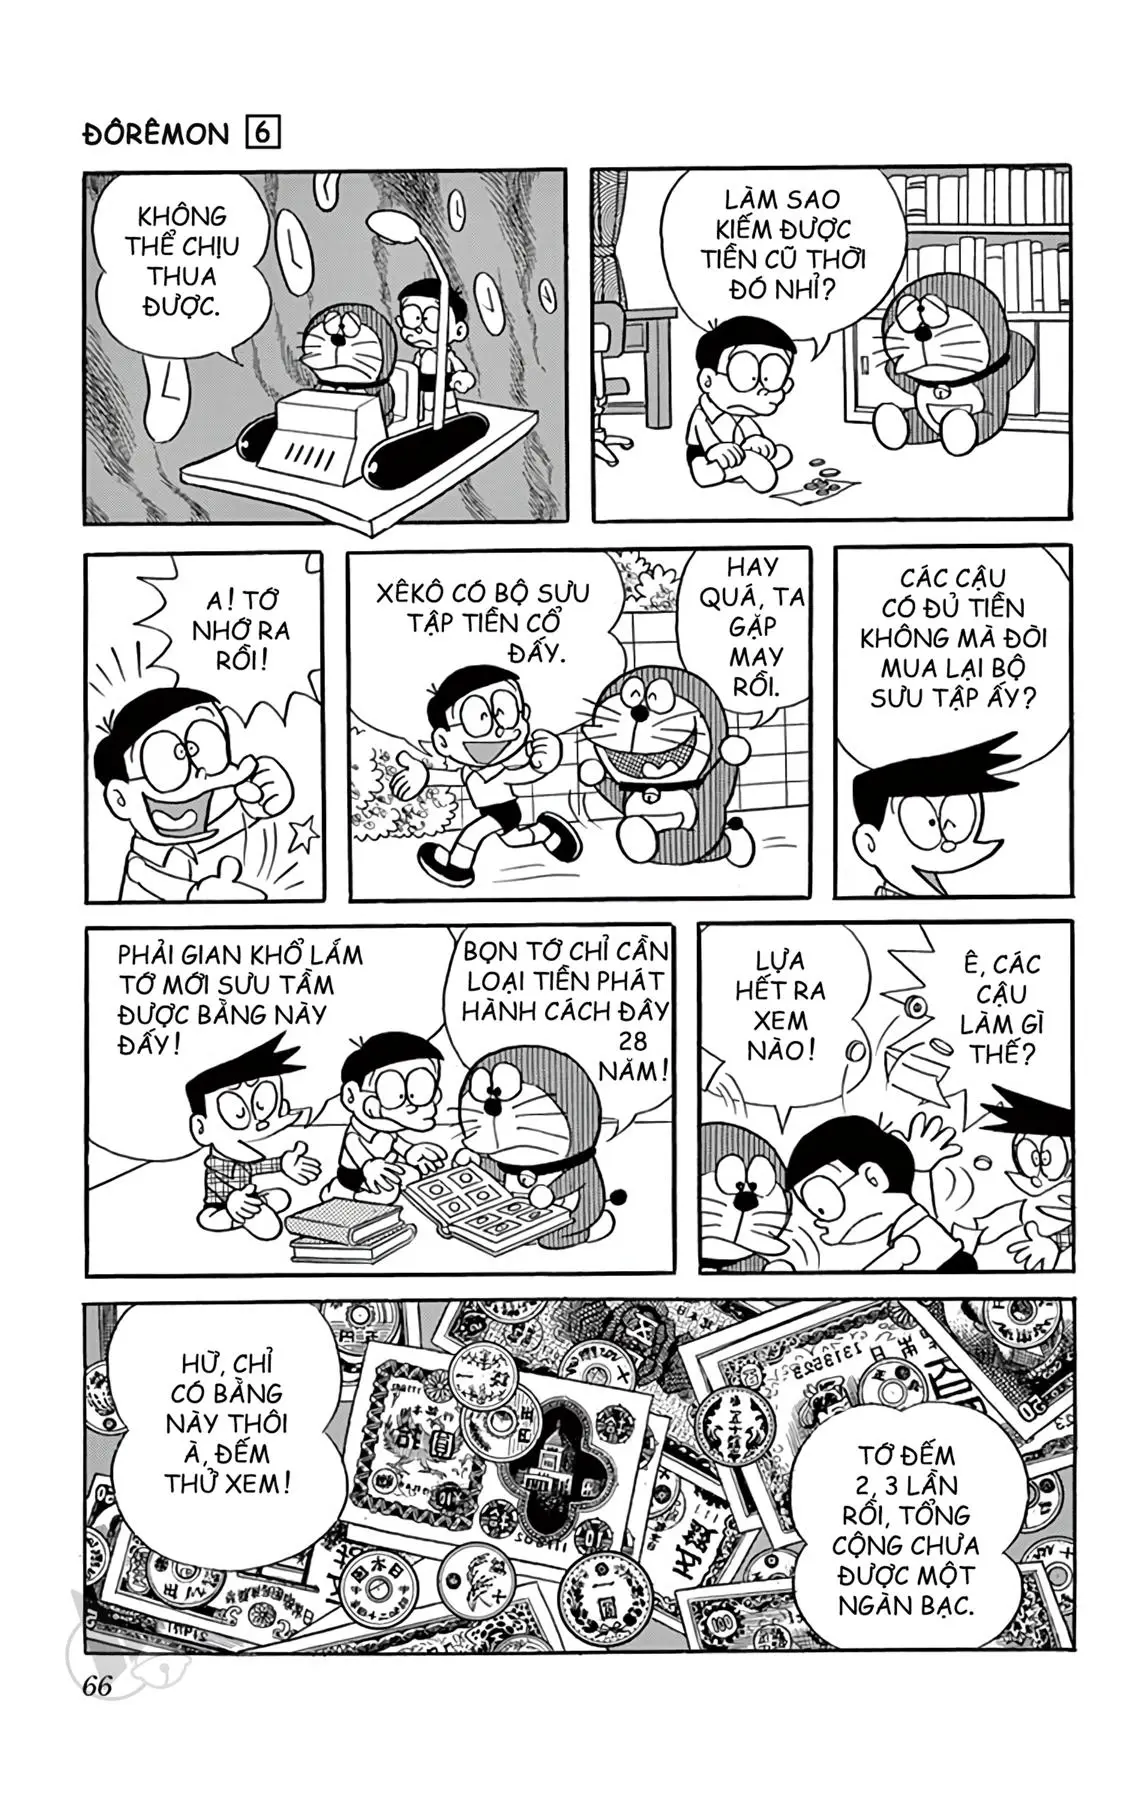 ĐÔRÊMON 6
KHÔNG
THỂ CHỊU
THUA
ĐƯỢC.
LÀM SAO
KIẾM ĐƯỢC
TIỀN CŨ THỜI
ĐÓ NHỈ?
A! TỚ
NHỚ RA
RỒI!
XÊKÔ CÓ BỘ SƯU
TẬP TIỀN CỔ
ĐẤY.
HAY
QUÁ, TA
GẶP
MAY
RỒI.
CÁC CẬU
CÓ ĐỦ TIỀN
KHÔNG MÀ ĐÒI
MUA LẠI BỘ
SƯU TẬP ẤY?
PHẢI GIAN KHỔ LẮM
TỚ MỚI SƯU TẦM
ĐƯỢC BẰNG NÀY
ĐẤY!
BỌN TỚ CHỈ CẦN
LOẠI TIỀN PHÁT
HÀNH CÁCH ĐÂY
28
NĂM!
LỰA
HẾT RA
XEM
NÀO!
Ê, CÁC
CẬU
LÀM GÌ
THẾ?
HỪ, CHỈ
CÓ BẰNG
NÀY THÔI
À, ĐẾM
THỬ XEM!
TỚ ĐẾM
2, 3 LẦN
RỒI, TỔNG
CỘNG CHƯA
ĐƯỢC MỘT
NGÀN BẠC.
66